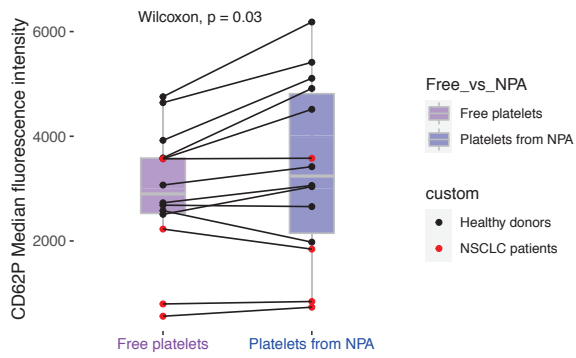 Wilcoxon, p = 0.03
CD62P Median fluorescence intensity
6000
4000
2000
Free platelets
Platelets from NPA
Free_vs_NPA
Free platelets
Platelets from NPA
custom
Healthy donors
NSCLC patients